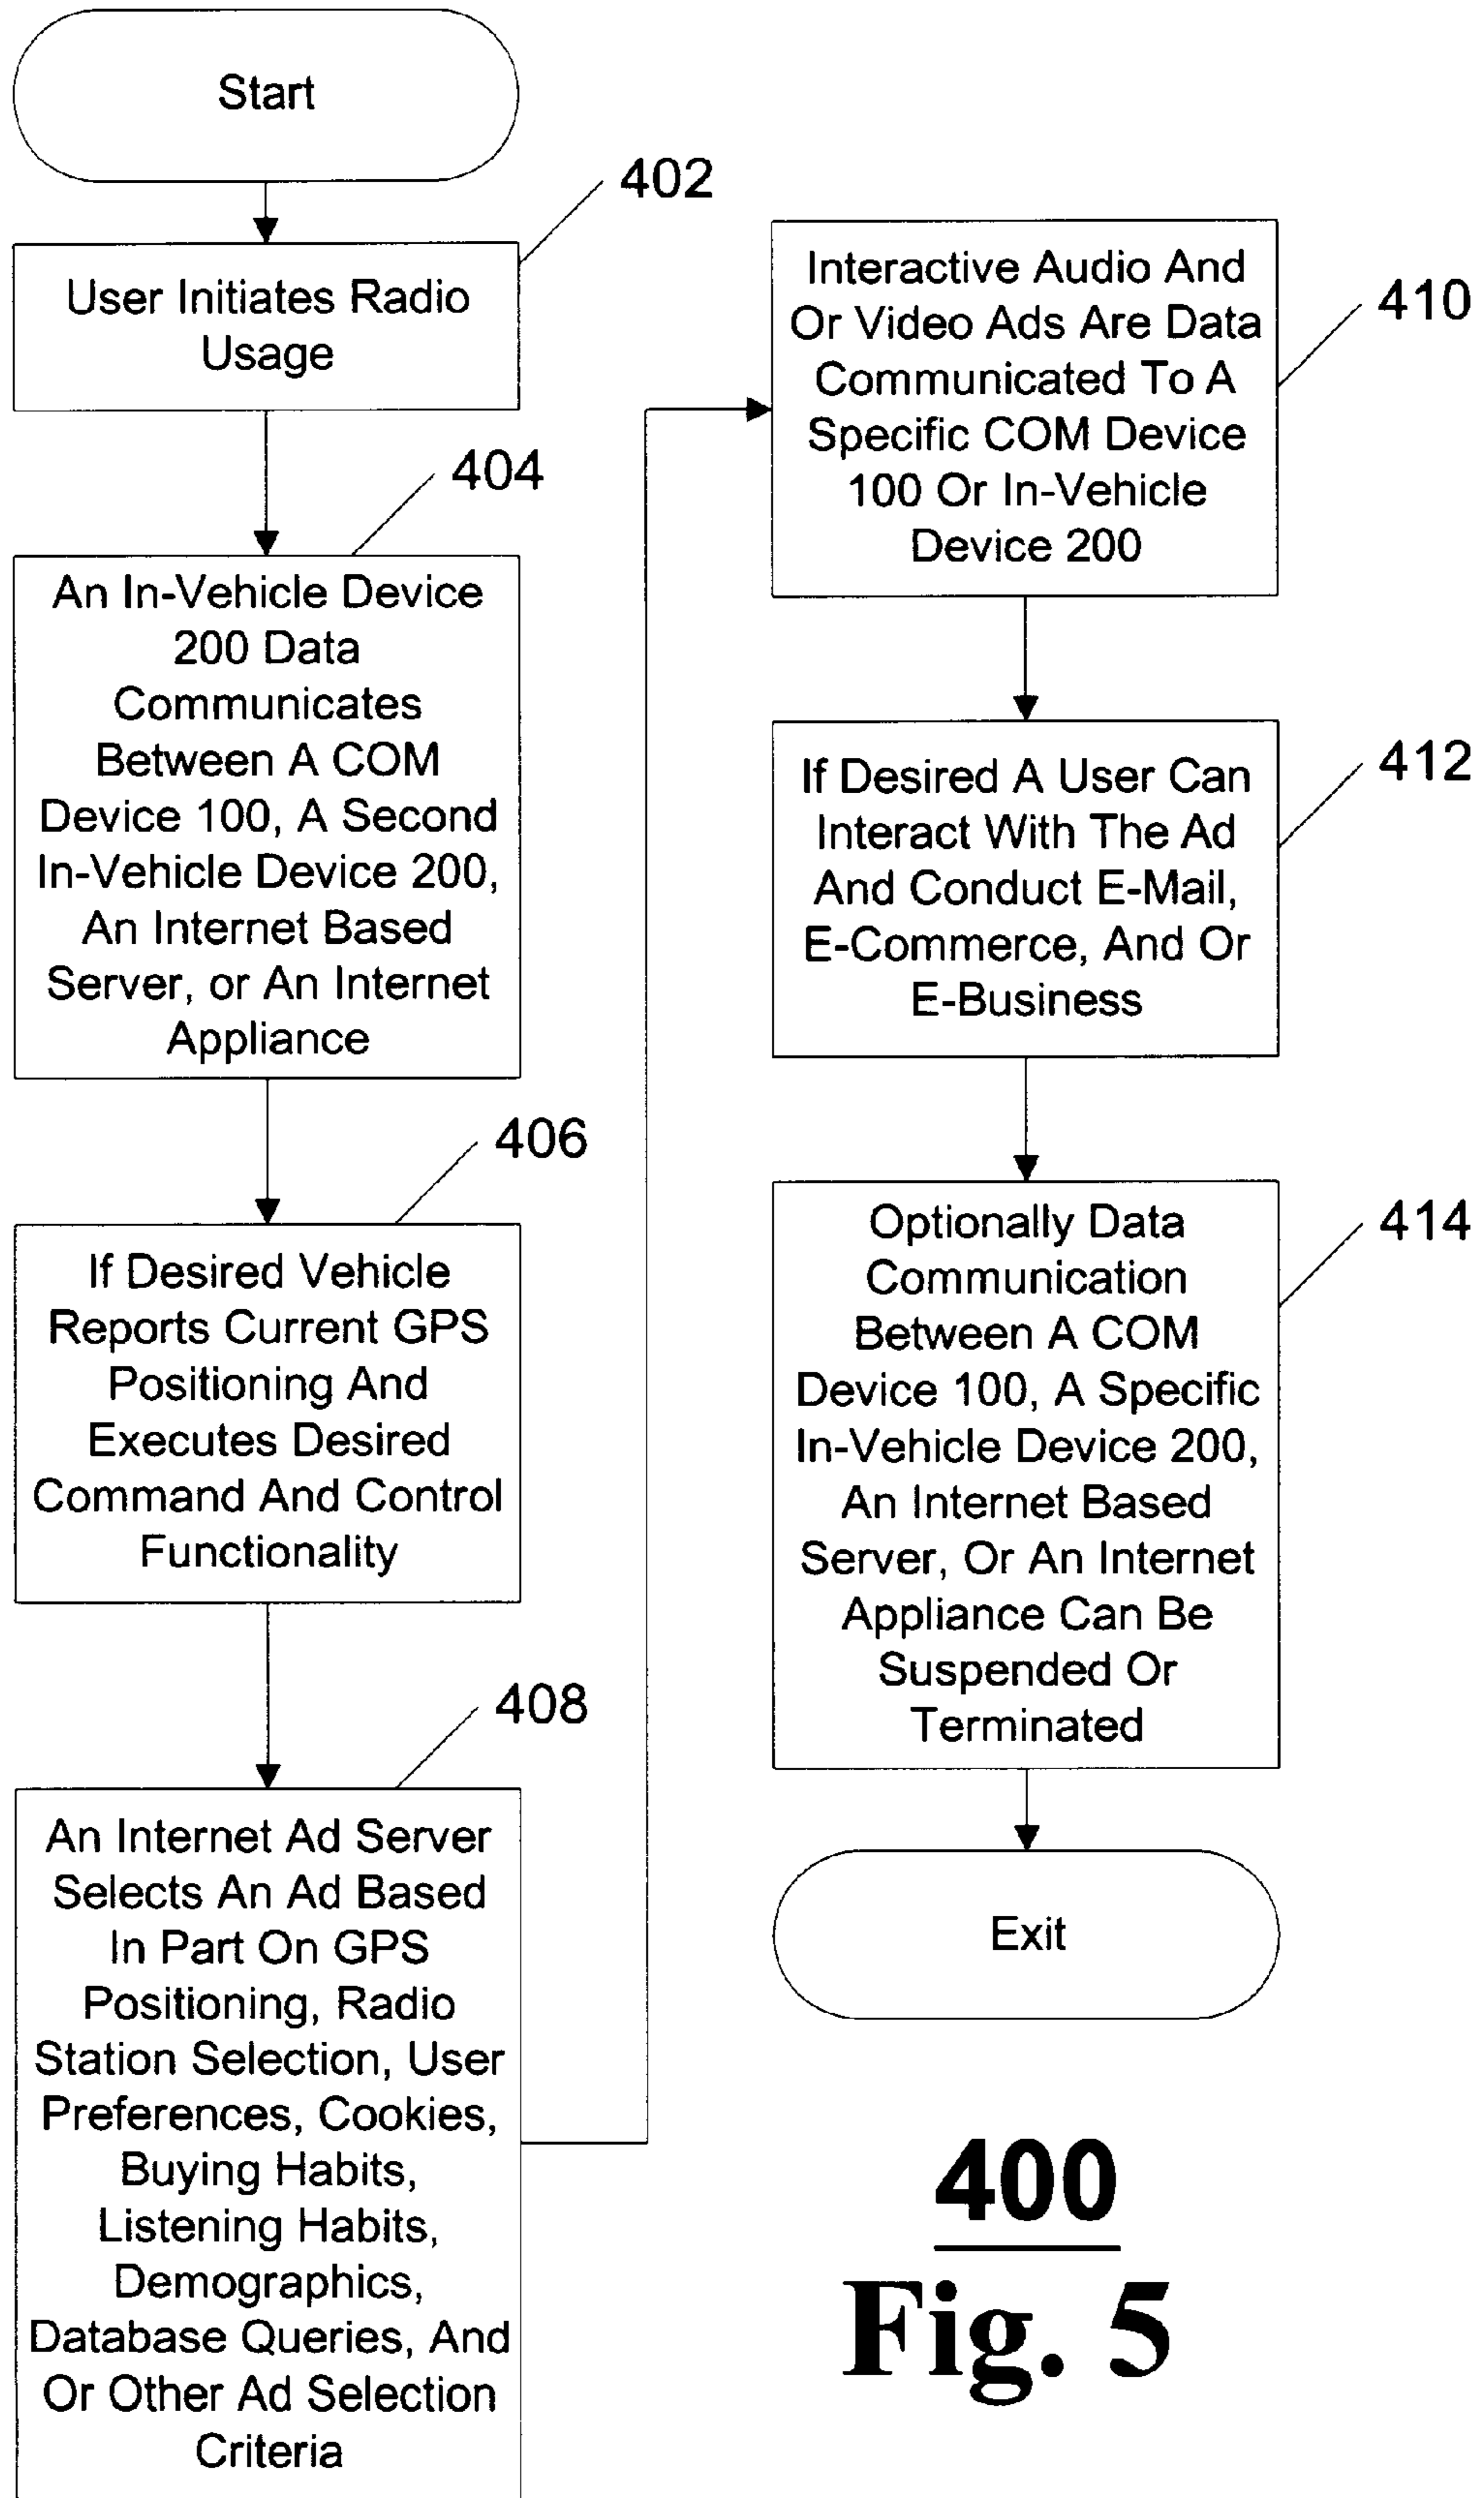 Start
402
User Initiates Radio
Usage
404
An In-Vehicle Device
200 Data
Communicates
Between A COM
Device 100, A Second
In-Vehicle Device 200,
An Internet Based
Server, or An Internet
Appliance
406
If Desired Vehicle
Reports Current GPS
Positioning And
Executes Desired
Command And Control
Functionality
408
An Internet Ad Server
Selects An Ad Based
In Part On GPS
Positioning, Radio
Station Selection, User
Preferences, Cookies,
Buying Habits,
Listening Habits,
Demographics,
Database Queries, And
Or Other Ad Selection
Criteria
Interactive Audio And
Or Video Ads Are Data
Communicated To A
Specific COM Device
100 Or In-Vehicle
Device 200
410
If Desired A User Can
Interact With The Ad
And Conduct E-Mail,
E-Commerce, And Or
E-Business
412
Optionally Data
Communication
Between A COM
Device 100, A Specific
In-Vehicle Device 200,
An Internet Based
Server, Or An Internet
Appliance Can Be
Suspended Or
Terminated
414
Exit
400
Fig. 5